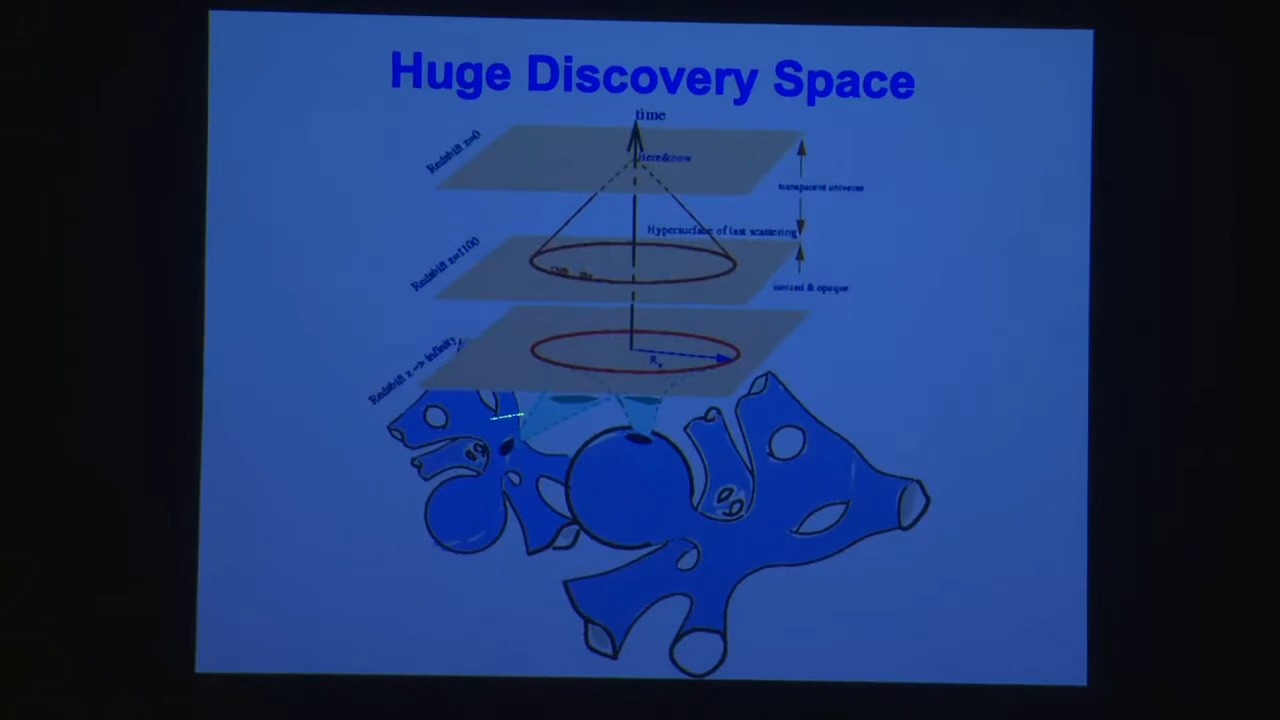 Huge Discovery Space
time
Redshift z=0
Here&now
transparent universe
Hypersurface of last scattering
Redshift z=1100
ionized & opaque
Redshift z --> infinity